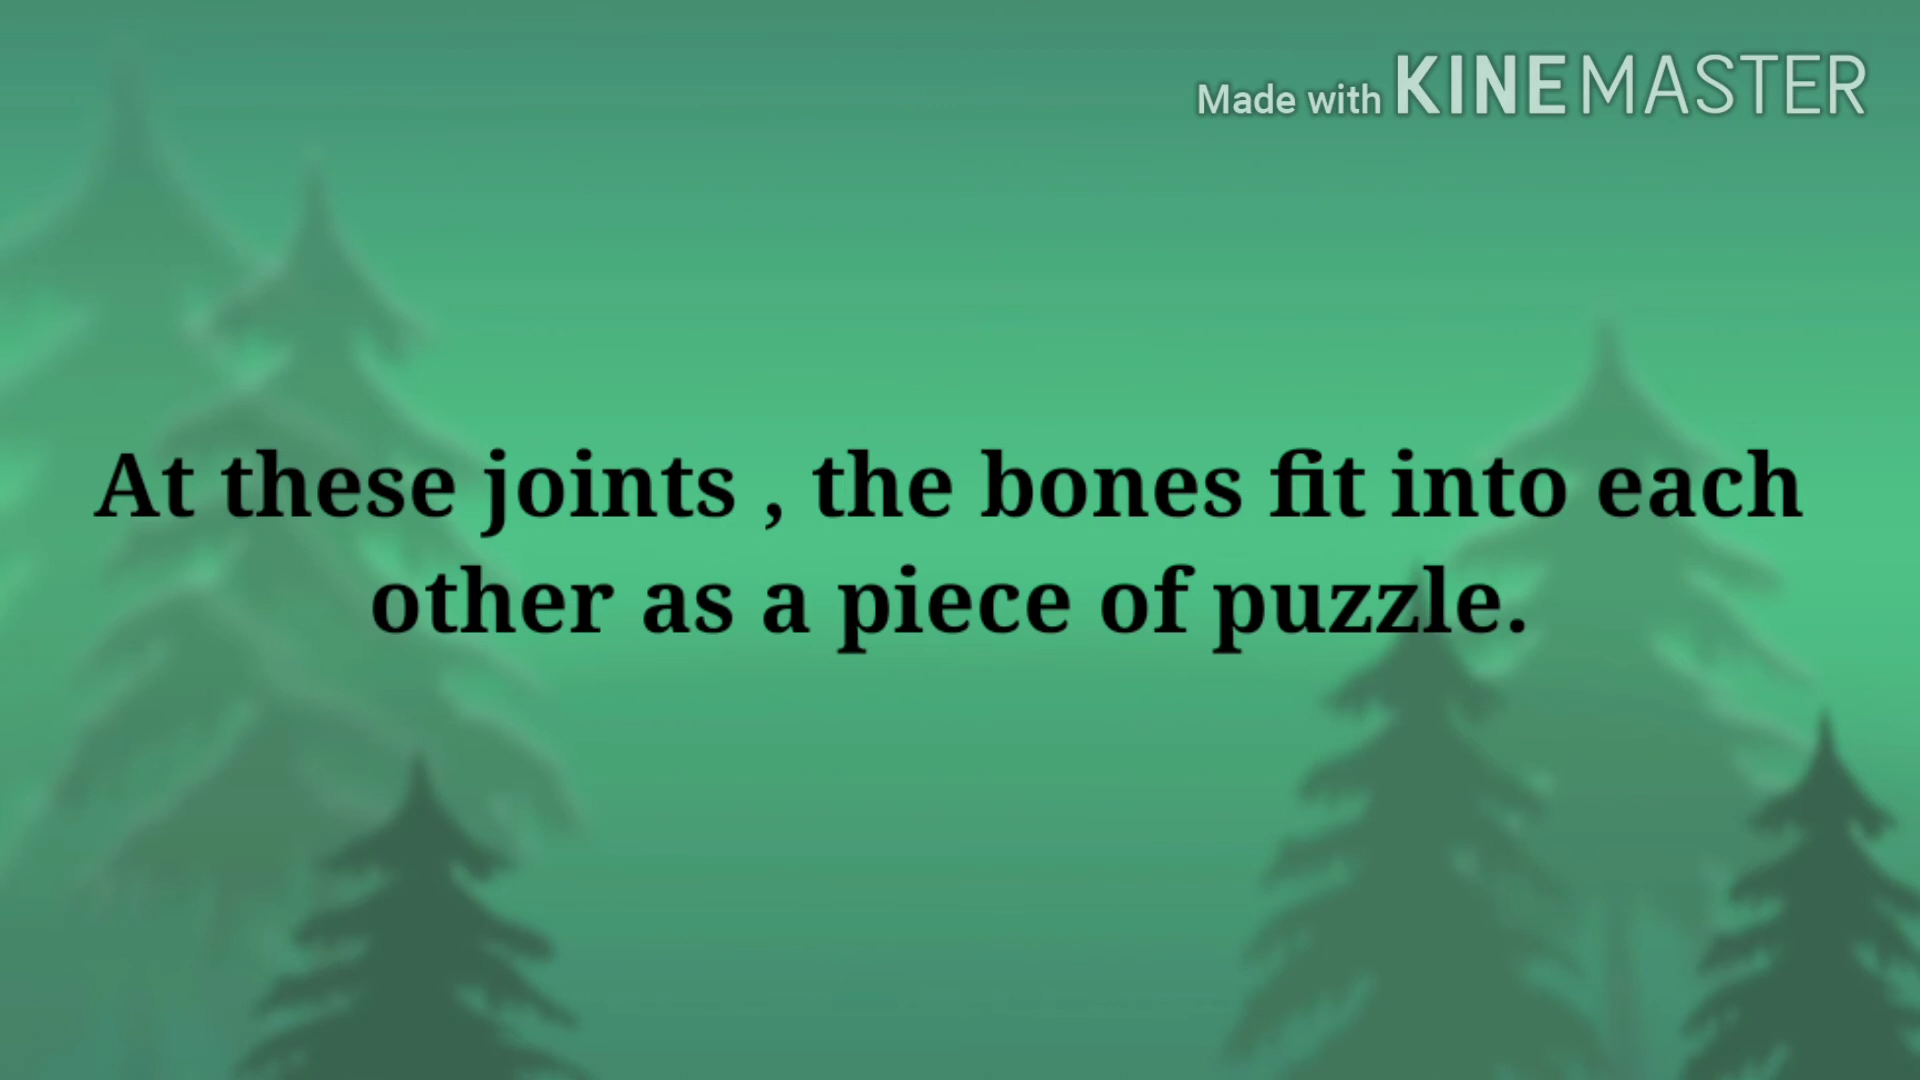 Made with KINEMASTER
At these joints , the bones fit into each
other as a piece of puzzle.